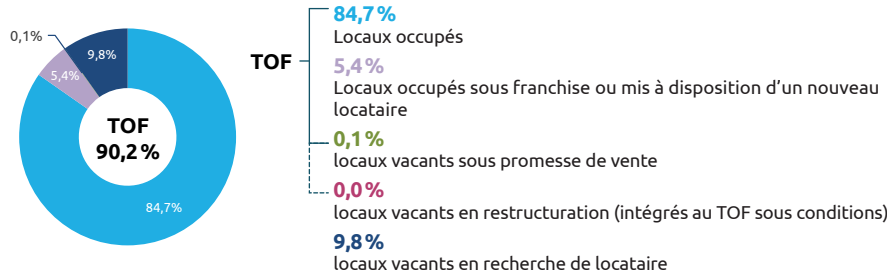 0,1%
9,8%
5,4%
TOF
90,2 %
84,7%
TOF
84,7 %
Locaux occupés
5,4 %
Locaux occupés sous franchise ou mis à disposition d’un nouveau
locataire
0,1 %
locaux vacants sous promesse de vente
0,0 %
locaux vacants en restructuration (intégrés au TOF sous conditions)
9,8 %
locaux vacants en recherche de locataire